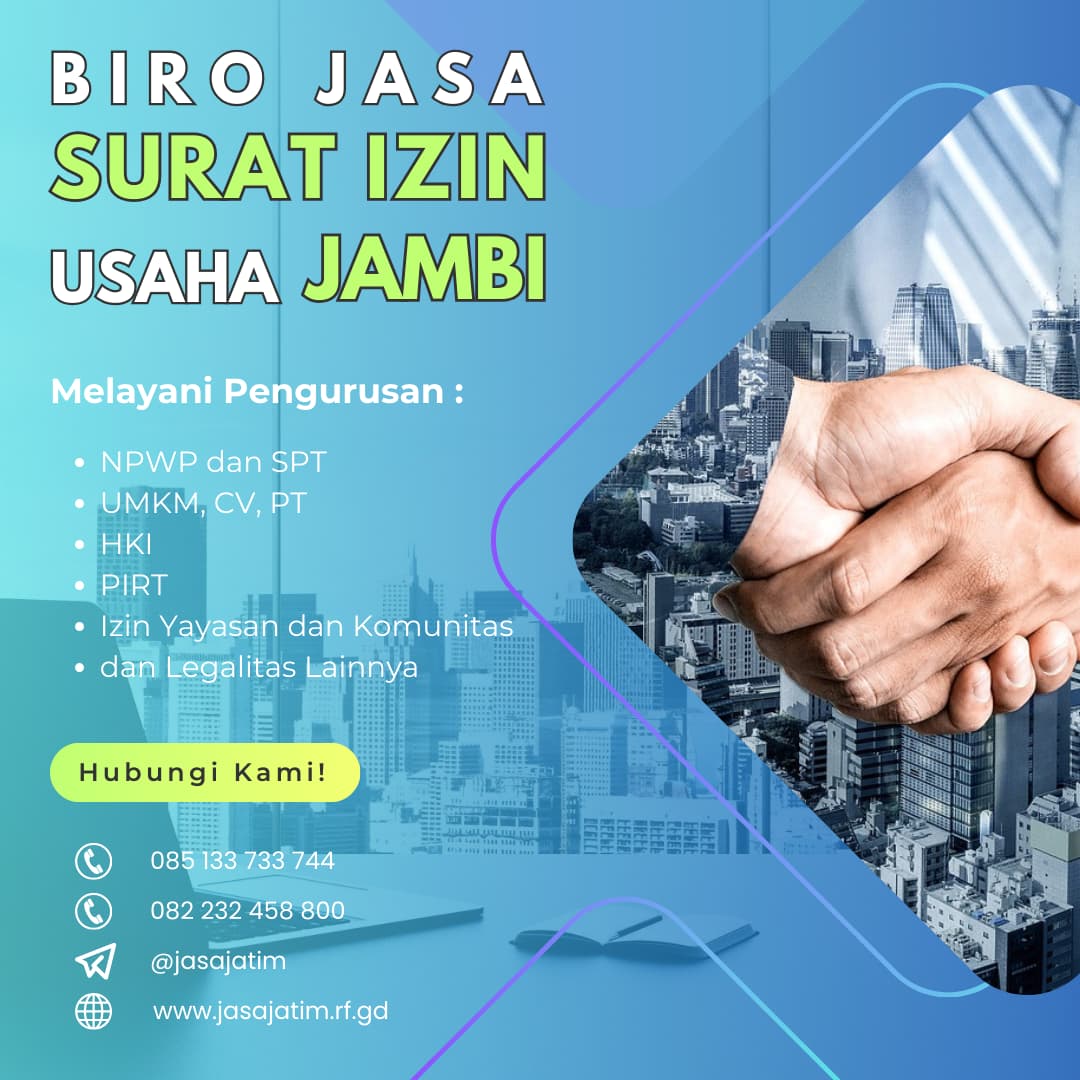 BIRO JASA
SURAT IZIN
USAHA JAMBI
Melayani Pengurusan :
• NPWP dan SPT
• UMKM, CV, PT
• HKI
• PIRT
• Izin Yayasan dan Komunitas
• dan Legalitas Lainnya
Hubungi Kami!
085 133 733 744
082 232 458 800
@jasajatim
www.jasajatim.rf.gd